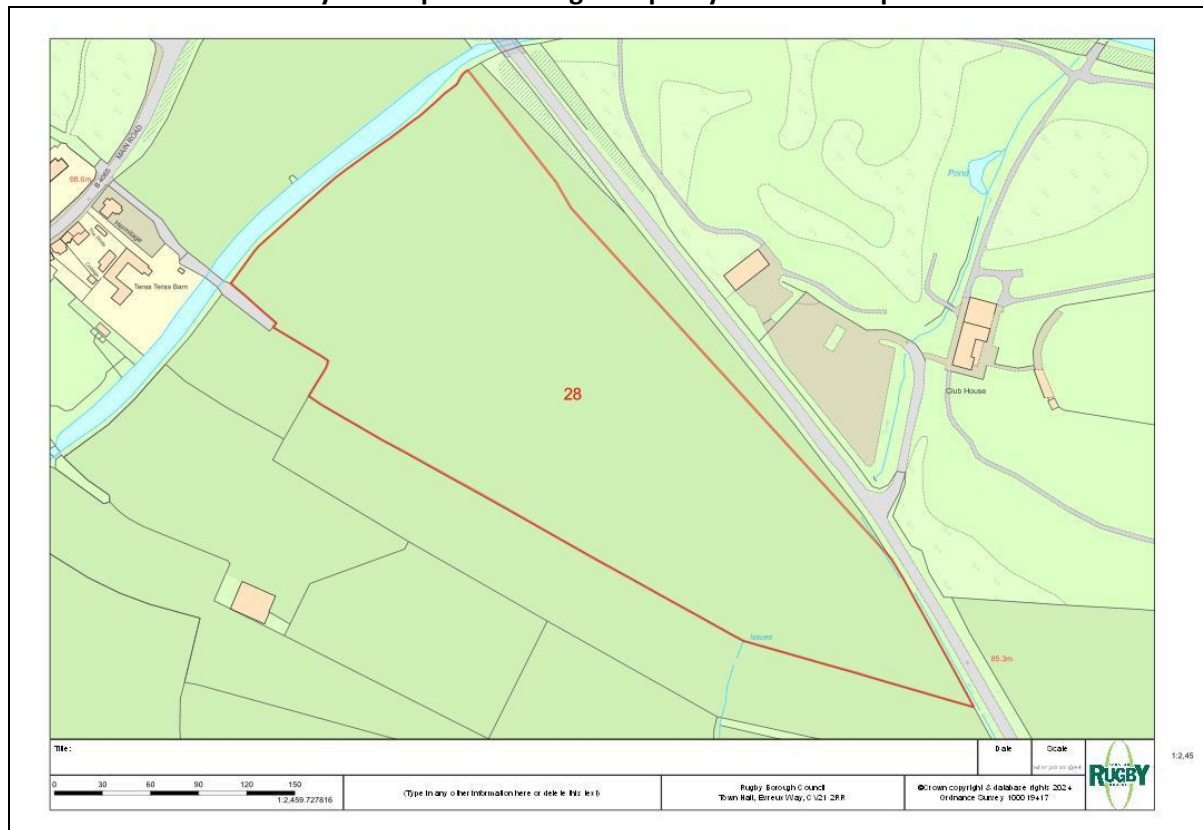 B 4065 MAIN ROAD
98.6m
Hermitage
Cottage
Barn
Pond
Club House
28
Issues
85.3m
Title:
Date
Scale
0 30 60 90 120 150
1:2,459.727816
(Type in any other information here or delete this text)
Rugby Borough Council
Town Hall, Evreux Way, CV21 2RR
©Crown copyright & database rights 2024
Ordnance Survey 100019417
RUGBY
1:2,45